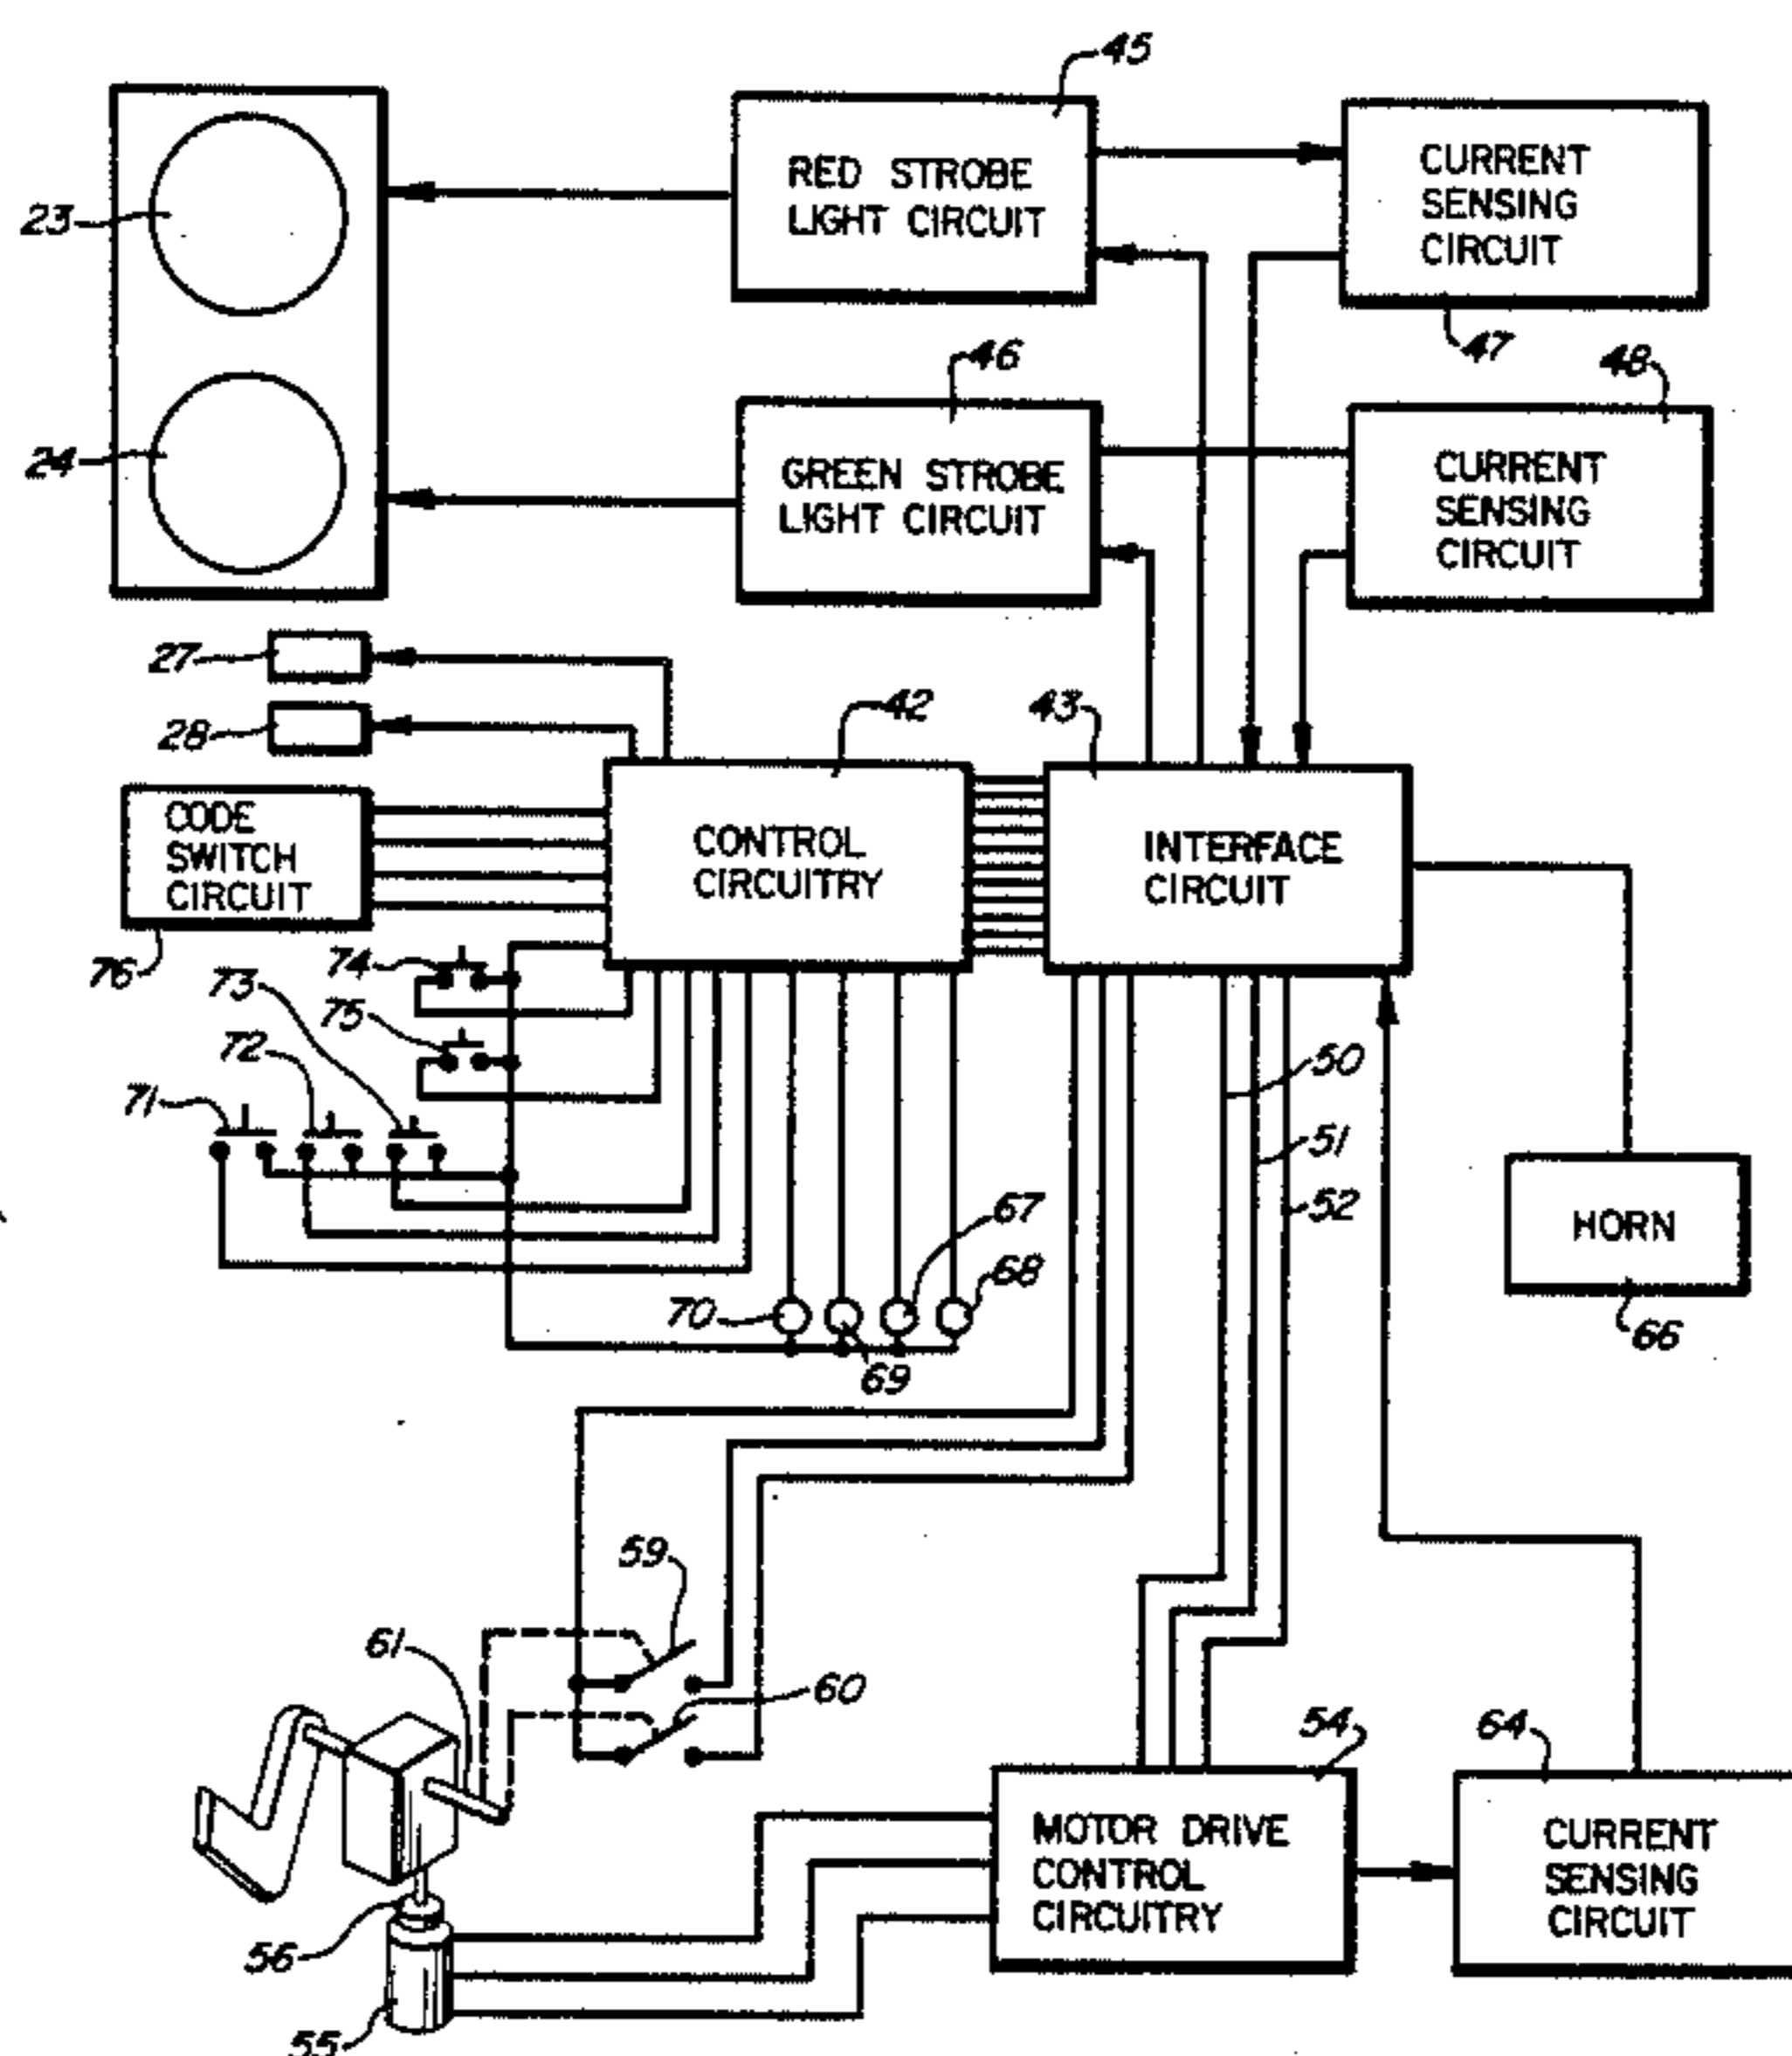 45
RED STROBE
LIGHT CIRCUIT
CURRENT
SENSING
CIRCUIT
23
47
46
48
24
GREEN STROBE
LIGHT CIRCUIT
CURRENT
SENSING
CIRCUIT
27
28
42
43
CODE
SWITCH
CIRCUIT
CONTROL
CIRCUITRY
INTERFACE
CIRCUIT
76
74
73
75
72
71
50
51
52
67
68
HORN
70
69
66
59
61
60
54
64
MOTOR DRIVE
CONTROL
CIRCUITRY
CURRENT
SENSING
CIRCUIT
56
55